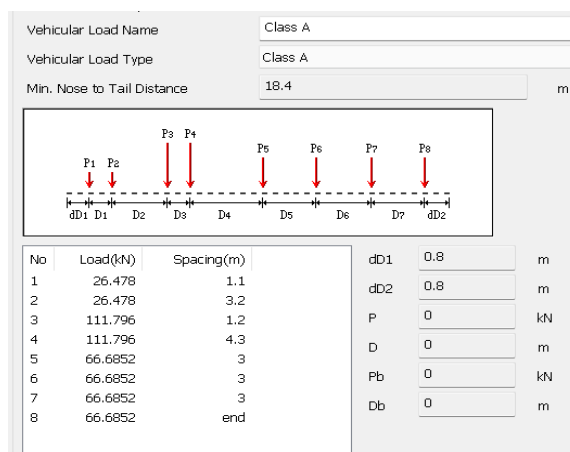 Vehicular Load Name Class A
Vehicular Load Type Class A
Min. Nose to Tail Distance 18.4 m
P3 P4
P1 P2 P5 P6 P7 P8
dD1 D1 D2 D3 D4 D5 D6 D7 dD2
No Load(kN) Spacing(m)
1 26.478 1.1
2 26.478 3.2
3 111.796 1.2
4 111.796 4.3
5 66.6852 3
6 66.6852 3
7 66.6852 3
8 66.6852 end
dD1 0.8 m
dD2 0.8 m
P 0 kN
D 0 m
Pb 0 kN
Db 0 m